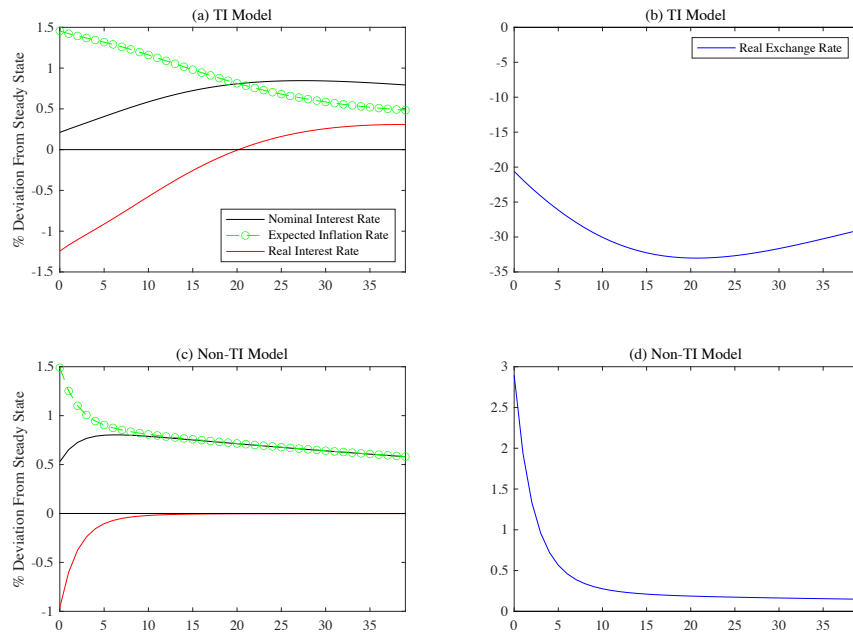 (a) TI Model
% Deviation From Steady State
1.5
1
0.5
0
-0.5
-1
-1.5
Nominal Interest Rate
Expected Inflation Rate
Real Interest Rate
0 5 10 15 20 25 30 35
(b) TI Model
0
-5
-10
-15
-20
-25
-30
-35
Real Exchange Rate
0 5 10 15 20 25 30 35
(c) Non-TI Model
% Deviation From Steady State
1.5
1
0.5
0
-0.5
-1
0 5 10 15 20 25 30 35
(d) Non-TI Model
3
2.5
2
1.5
1
0.5
0
0 5 10 15 20 25 30 35